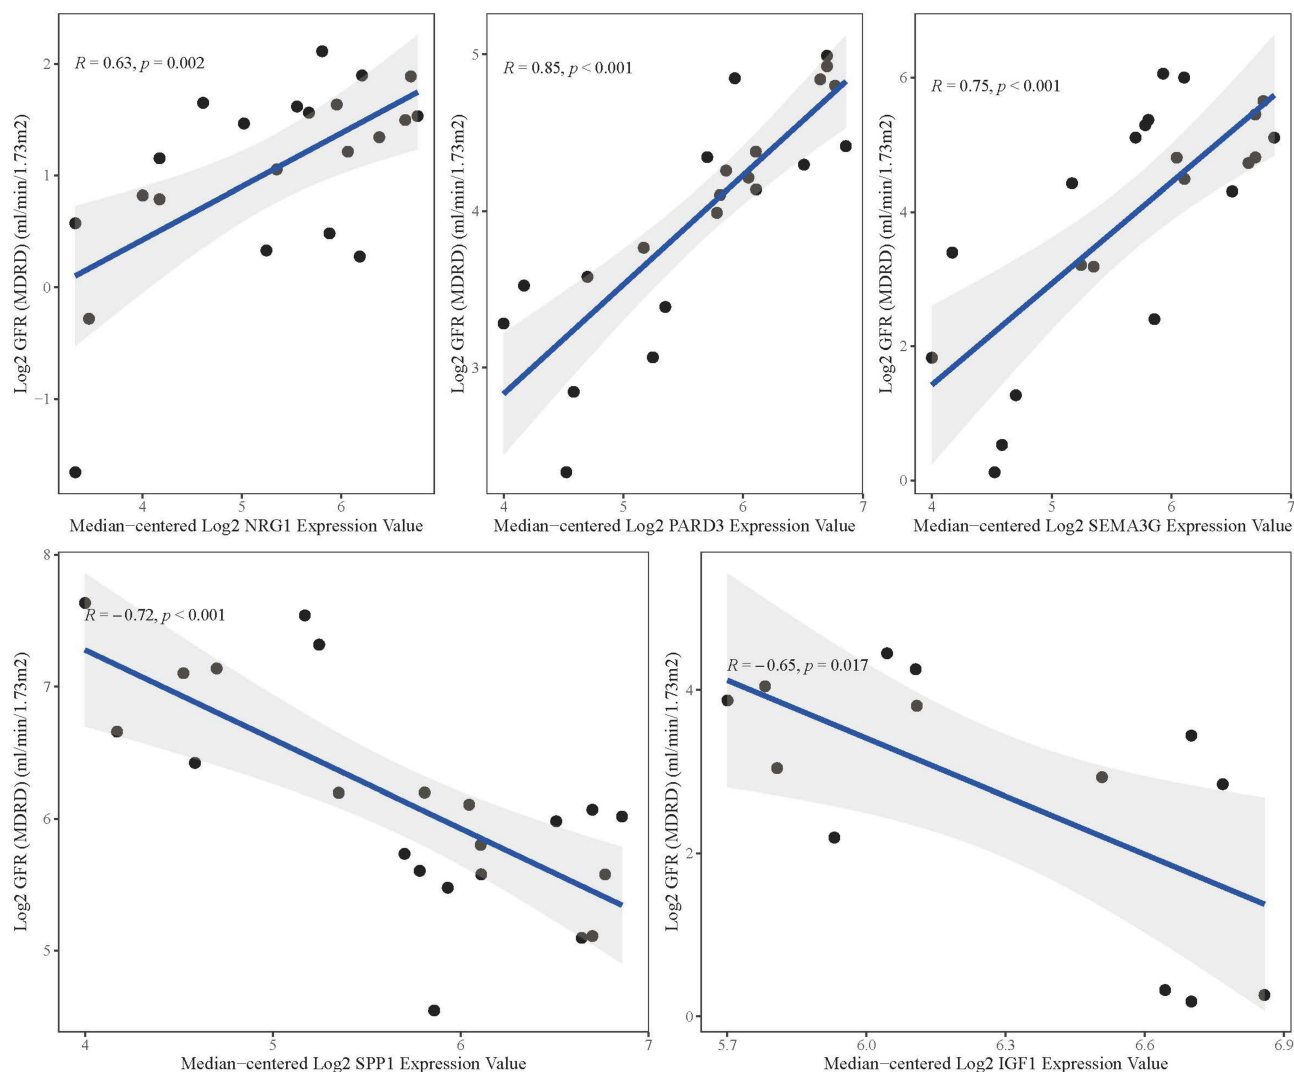 R = 0.63, p = 0.002
Log2 GFR (MDRD) (ml/min/1.73m2)
2
1
0
−1
4
5
6
Median−centered Log2 NRG1 Expression Value
R = 0.85, p < 0.001
Log2 GFR (MDRD) (ml/min/1.73m2)
5
4
3
4
5
6
7
Median−centered Log2 PARD3 Expression Value
R = 0.75, p < 0.001
Log2 GFR (MDRD) (ml/min/1.73m2)
6
4
2
0
4
5
6
7
Median−centered Log2 SEMA3G Expression Value
R = −0.72, p < 0.001
Log2 GFR (MDRD) (ml/min/1.73m2)
8
7
6
5
4
5
6
7
Median−centered Log2 SPP1 Expression Value
R = −0.65, p = 0.017
Log2 GFR (MDRD) (ml/min/1.73m2)
4
2
0
5.7
6.0
6.3
6.6
6.9
Median−centered Log2 IGF1 Expression Value